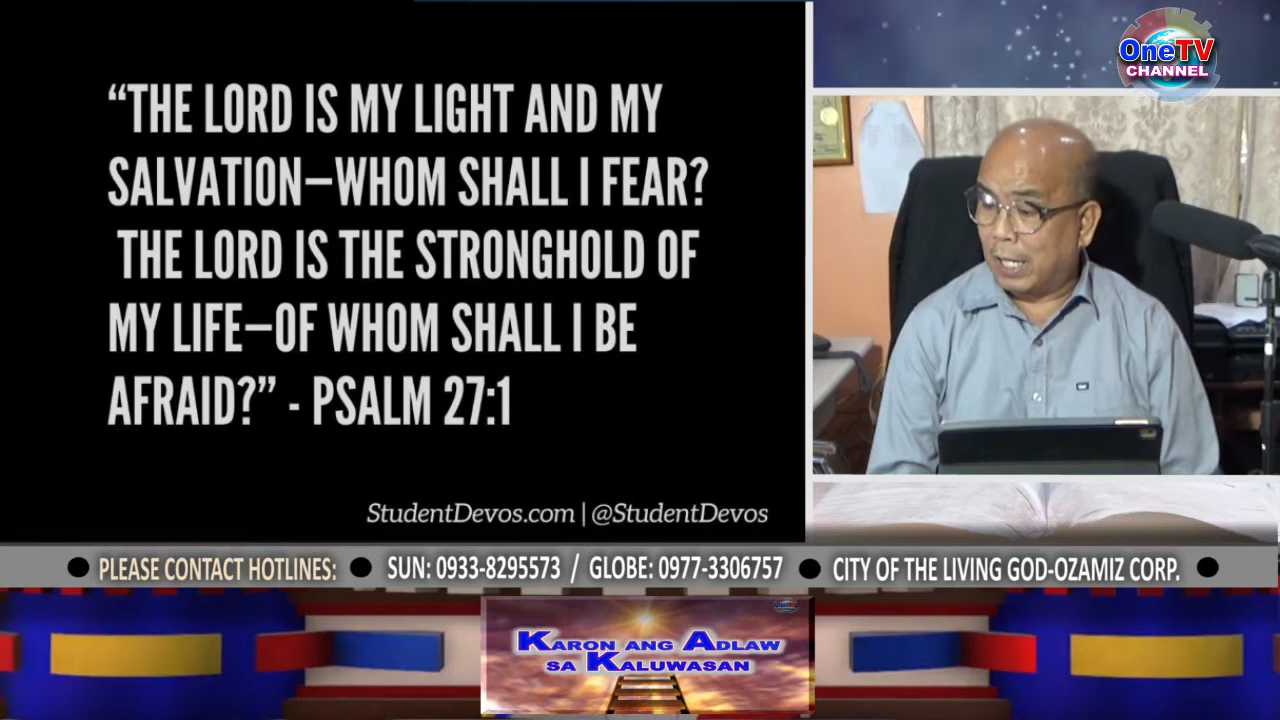 “THE LORD IS MY LIGHT AND MY
SALVATION—WHOM SHALL I FEAR?
THE LORD IS THE STRONGHOLD OF
MY LIFE—OF WHOM SHALL I BE
AFRAID?” - PSALM 27:1
StudentDevos.com | @StudentDevos
OneTV
CHANNEL
PLEASE CONTACT HOTLINES: ● SUN: 0933-8295573 / GLOBE: 0977-3306757 ● CITY OF THE LIVING GOD-OZAMIZ CORP.
KARON ANG ADLAW
SA KALUWASAN